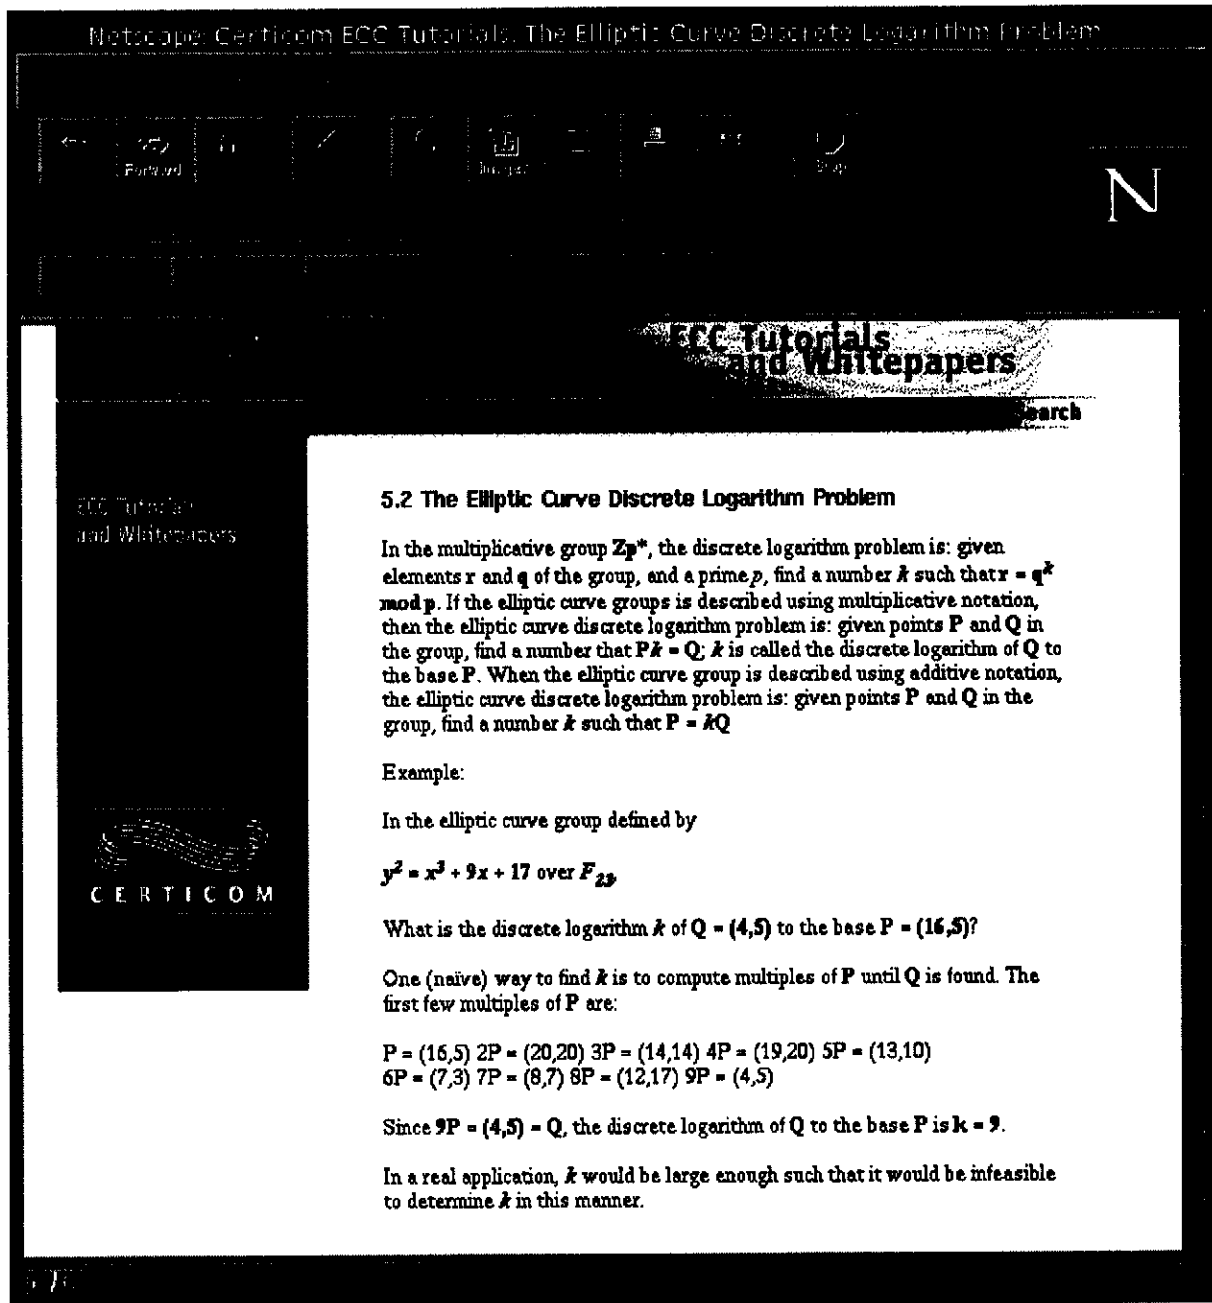 Netscape: Certicom ECC Tutorials: The Elliptic Curve Discrete Logarithm Problem
Forward
Images
Stop
N
ECC Tutorials
and Whitepapers
Search
ECC Tutorials
and Whitepapers
CERTICOM
5.2 The Elliptic Curve Discrete Logarithm Problem
In the multiplicative group Zp*, the discrete logarithm problem is: given
elements r and q of the group, and a prime p, find a number k such that r = q^k
mod p. If the elliptic curve groups is described using multiplicative notation,
then the elliptic curve discrete logarithm problem is: given points P and Q in
the group, find a number that Pk = Q; k is called the discrete logarithm of Q to
the base P. When the elliptic curve group is described using additive notation,
the elliptic curve discrete logarithm problem is: given points P and Q in the
group, find a number k such that P = kQ
Example:
In the elliptic curve group defined by
y² = x³ + 9x + 17 over F₂₃,
What is the discrete logarithm k of Q = (4,5) to the base P = (16,5)?
One (naïve) way to find k is to compute multiples of P until Q is found. The
first few multiples of P are:
P = (16,5) 2P = (20,20) 3P = (14,14) 4P = (19,20) 5P = (13,10)
6P = (7,3) 7P = (8,7) 8P = (12,17) 9P = (4,5)
Since 9P = (4,5) = Q, the discrete logarithm of Q to the base P is k = 9.
In a real application, k would be large enough such that it would be infeasible
to determine k in this manner.